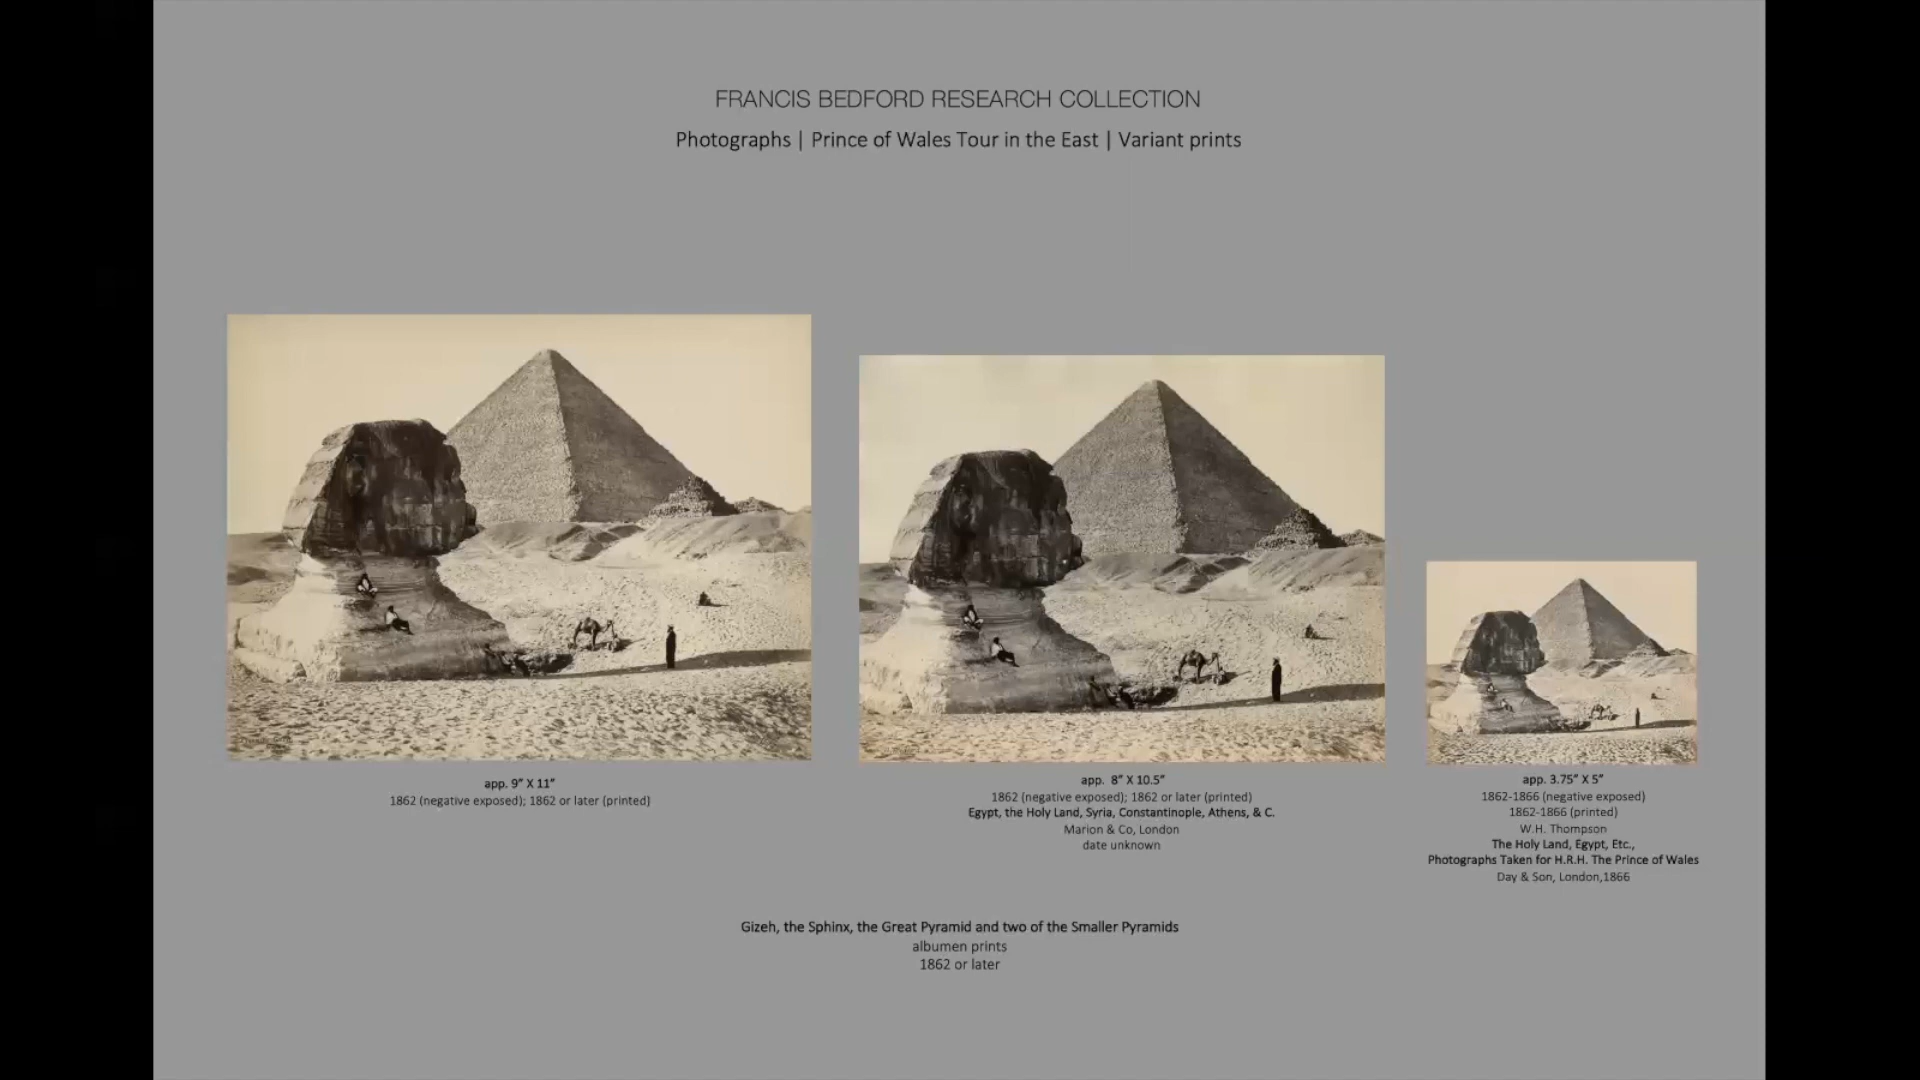 FRANCIS BEDFORD RESEARCH COLLECTION
Photographs | Prince of Wales Tour in the East | Variant prints
app. 9” X 11”
1862 (negative exposed); 1862 or later (printed)
app. 8” X 10.5”
1862 (negative exposed); 1862 or later (printed)
Egypt, the Holy Land, Syria, Constantinople, Athens, & C.
Marion & Co, London
date unknown
app. 3.75” X 5”
1862-1866 (negative exposed)
1862-1866 (printed)
W.H. Thompson
The Holy Land, Egypt, Etc.,
Photographs Taken for H.R.H. The Prince of Wales
Day & Son, London,1866
Gizeh, the Sphinx, the Great Pyramid and two of the Smaller Pyramids
albumen prints
1862 or later